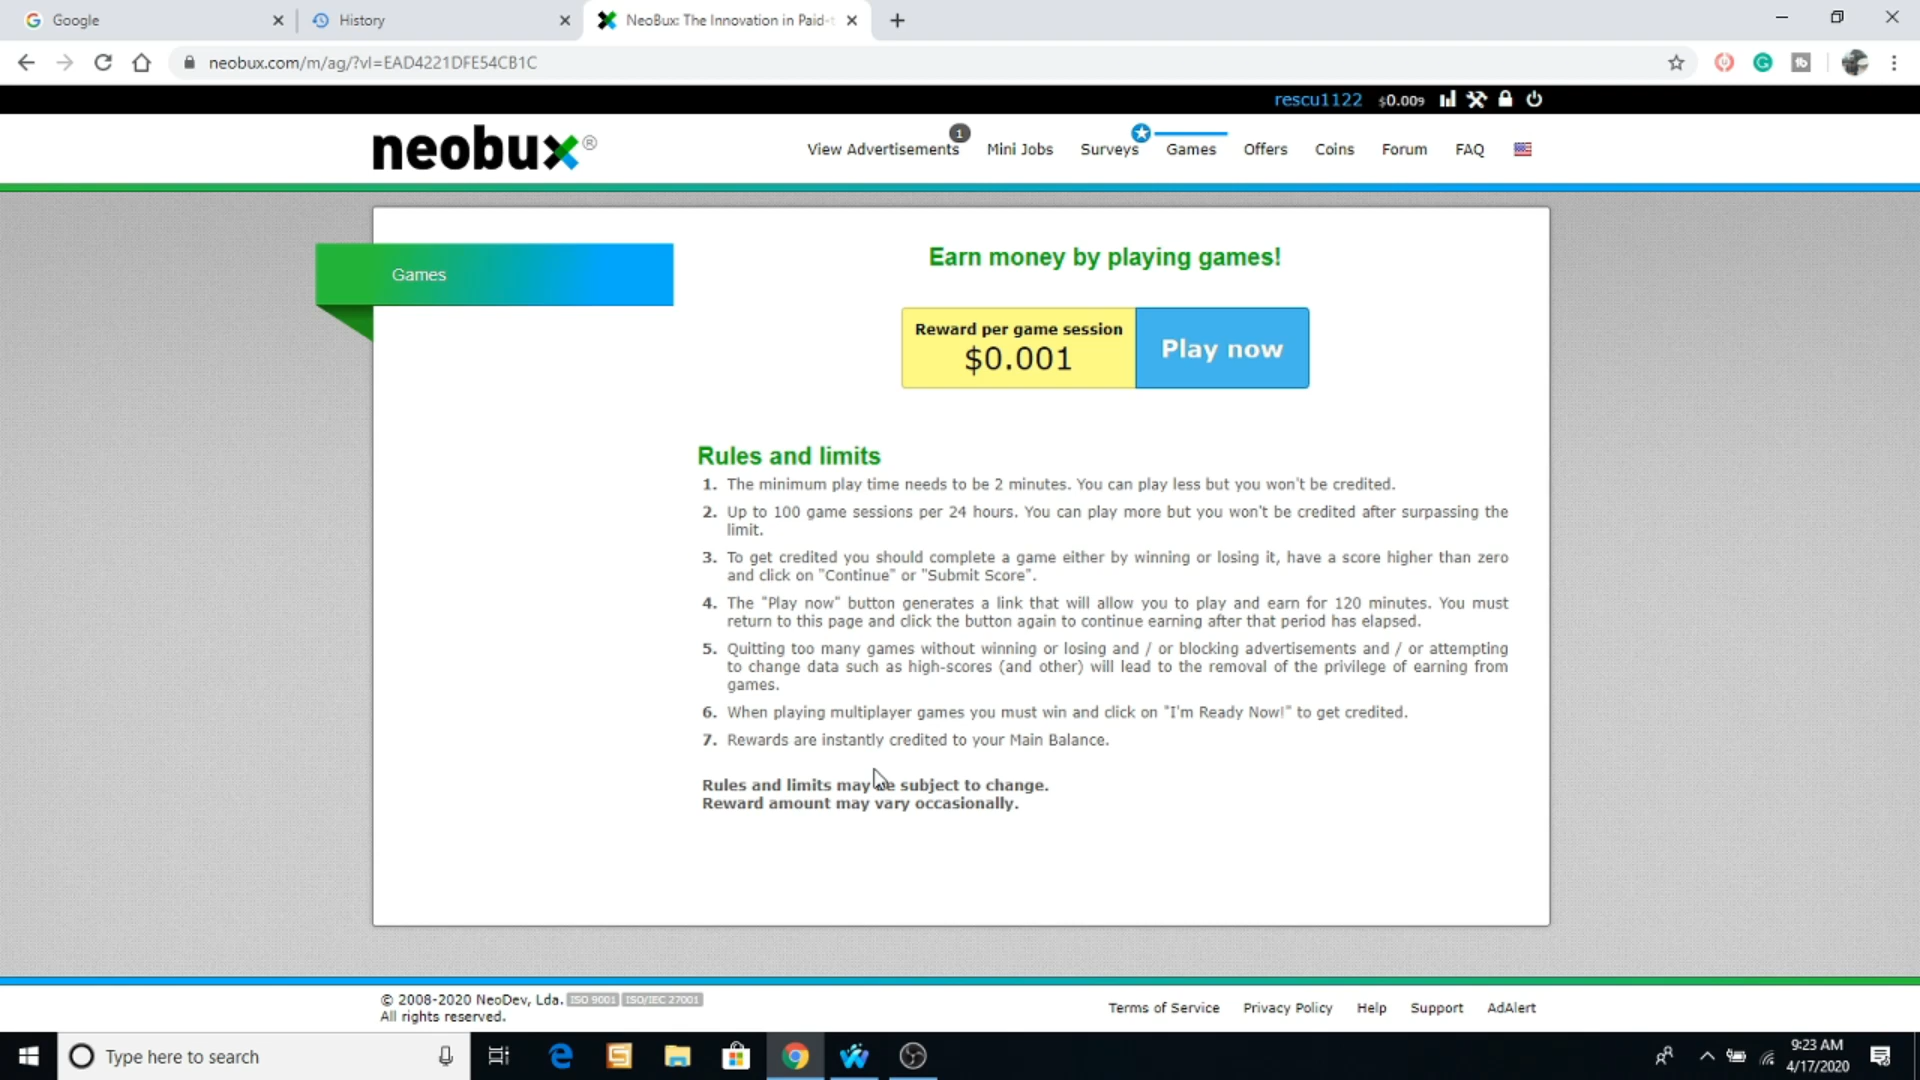 Google
History
NeoBux: The Innovation in Paid-t
neobux.com/m/ag/?vl=EAD4221DFE54CB1C
rescu1122 $0.009
neobux®
View Advertisements 1 Mini Jobs Surveys Games Offers Coins Forum FAQ
Games
Earn money by playing games!
Reward per game session
$0.001
Play now
Rules and limits
1. The minimum play time needs to be 2 minutes. You can play less but you won't be credited.
2. Up to 100 game sessions per 24 hours. You can play more but you won't be credited after surpassing the
limit.
3. To get credited you should complete a game either by winning or losing it, have a score higher than zero
and click on "Continue" or "Submit Score".
4. The "Play now" button generates a link that will allow you to play and earn for 120 minutes. You must
return to this page and click the button again to continue earning after that period has elapsed.
5. Quitting too many games without winning or losing and / or blocking advertisements and / or attempting
to change data such as high-scores (and other) will lead to the removal of the privilege of earning from
games.
6. When playing multiplayer games you must win and click on "I'm Ready Now!" to get credited.
7. Rewards are instantly credited to your Main Balance.
Rules and limits may be subject to change.
Reward amount may vary occasionally.
© 2008-2020 NeoDev, Lda. ISO 9001 ISO/IEC 27001
All rights reserved.
Terms of Service Privacy Policy Help Support AdAlert
Type here to search
9:23 AM
4/17/2020